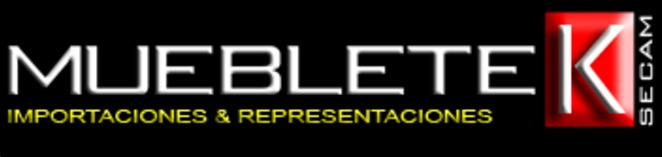 MUEBLETEK
SECAM
IMPORTACIONES & REPRESENTACIONES